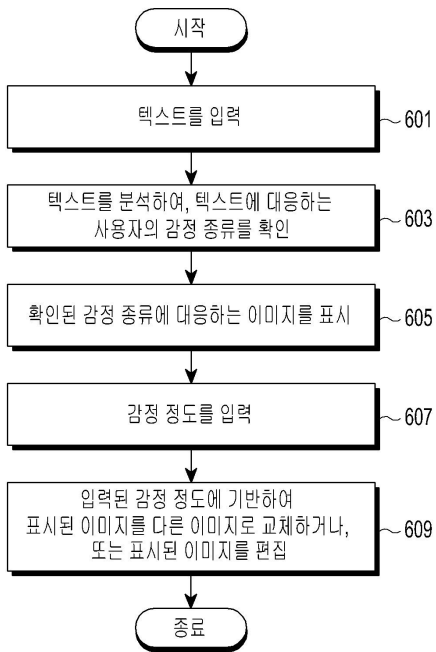 시작
텍스트를 입력
601
텍스트를 분석하여, 텍스트에 대응하는
사용자의 감정 종류를 확인
603
확인된 감정 종류에 대응하는 이미지를 표시
605
감정 정도를 입력
607
입력된 감정 정도에 기반하여
표시된 이미지를 다른 이미지로 교체하거나,
또는 표시된 이미지를 편집
609
종료